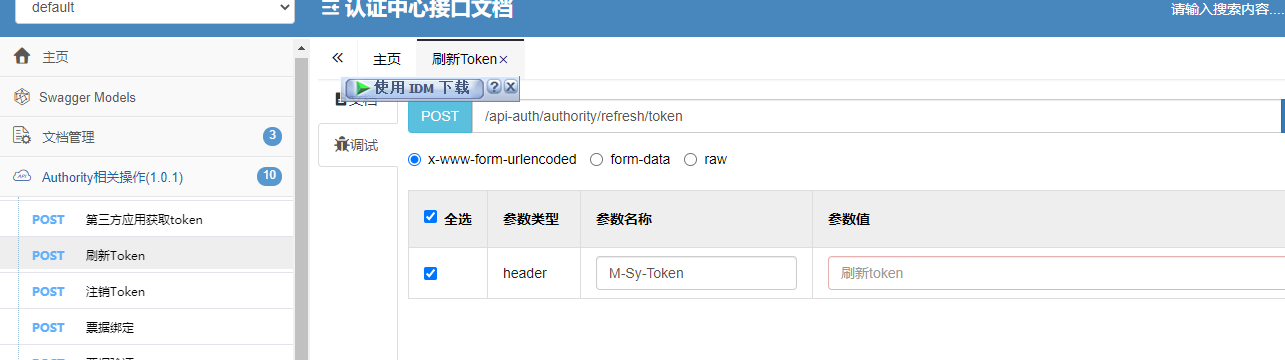 default
认证中心接口文档
请输入搜索内容....
主页
Swagger Models
文档管理
3
Authority相关操作(1.0.1)
10
POST 第三方应用获取token
POST 刷新Token
POST 注销Token
POST 票据绑定
POST
主页
刷新Token×
使用 IDM 下载 ? X
文档
调试
POST /api-auth/authority/refresh/token
x-www-form-urlencoded form-data raw
全选 参数类型 参数名称 参数值
header M-Sy-Token 刷新token